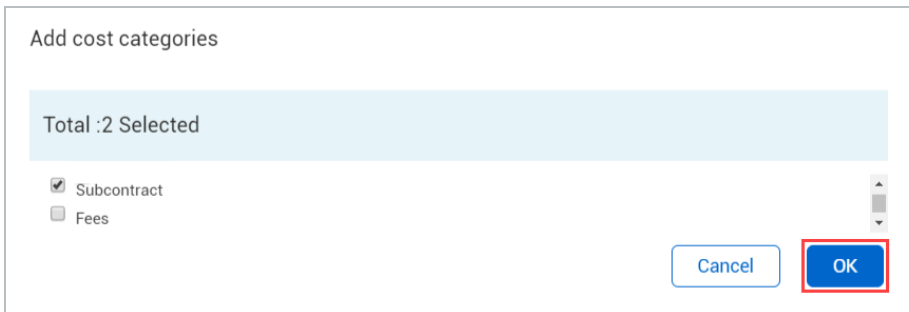 Add cost categories
Total :2 Selected
Subcontract
Fees
Cancel OK